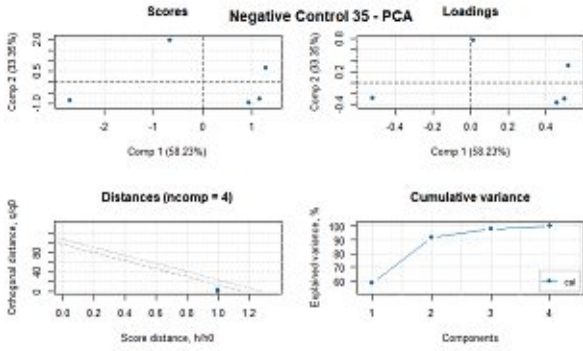 Negative Control 35 - PCA
Scores
Comp 2 (33.35%)
2.0
0.5
-1.0
-2
-1
0
1
Comp 1 (58.23%)
Loadings
Comp 2 (33.35%)
0.8
0.2
-0.4
-0.4
-0.2
0.0
0.2
0.4
Comp 1 (58.23%)
Distances (ncomp = 4)
Orthogonal distance, q/q0
80
40
0
0.0
0.2
0.4
0.6
0.8
1.0
1.2
Score distance, h/h0
Cumulative variance
Explained variance, %
100
90
80
70
60
1
2
3
4
Components
cal